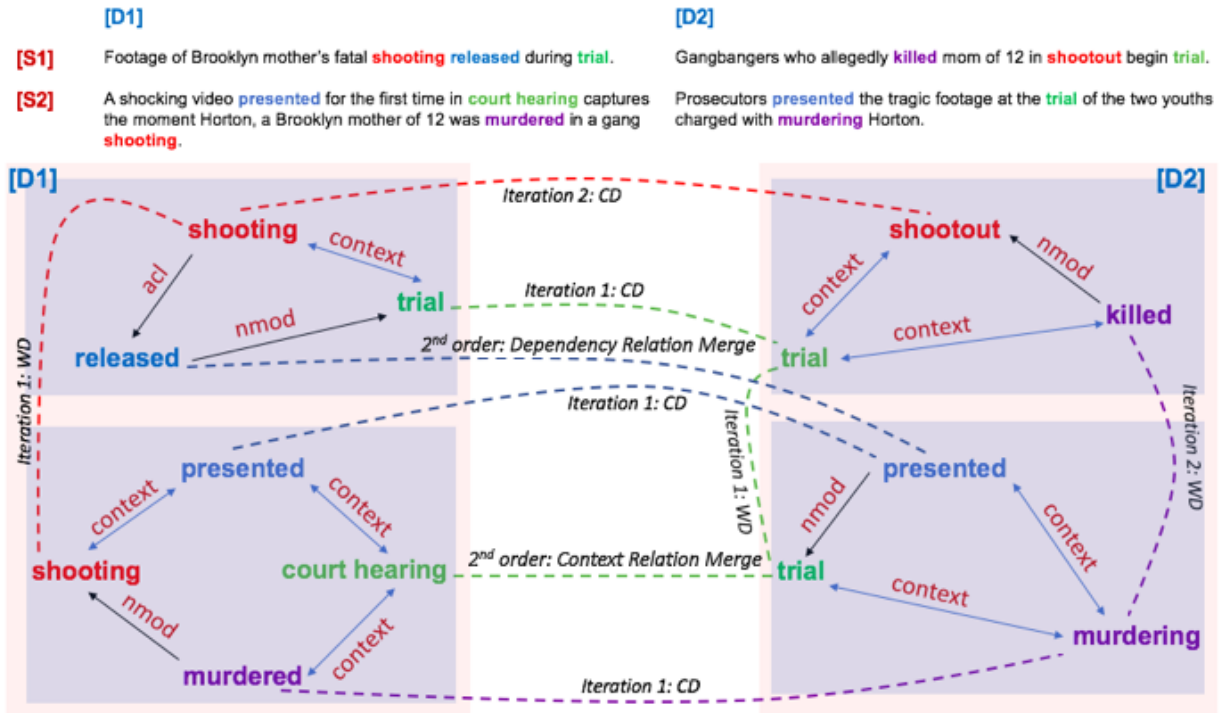 [D1]
[D2]
[S1]
Footage of Brooklyn mother's fatal shooting released during trial.
Gangbangers who allegedly killed mom of 12 in shootout begin trial.
[S2]
A shocking video presented for the first time in court hearing captures
the moment Horton, a Brooklyn mother of 12 was murdered in a gang
shooting.
Prosecutors presented the tragic footage at the trial of the two youths
charged with murdering Horton.
[D1]
[D2]
Iteration 2: CD
shooting
context
acl
trial
nmod
released
Iteration 1: WD
Iteration 1: CD
2nd order: Dependency Relation Merge
Iteration 1: CD
shootout
nmod
context
killed
context
trial
Iteration 1: WD
Iteration 2: WD
presented
context
context
shooting
court hearing
nmod
context
murdered
2nd order: Context Relation Merge
presented
nmod
context
trial
context
murdering
Iteration 1: CD